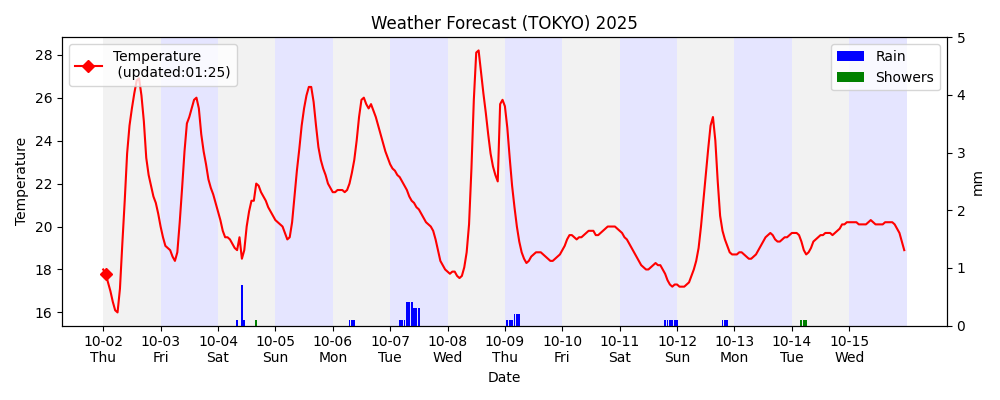 Weather Forecast (TOKYO) 2025
Temperature
(updated:01:25)
Rain
Showers
Temperature
28
26
24
22
20
18
16
5
4
3
2
1
0
mm
10-02 10-03 10-04 10-05 10-06 10-07 10-08 10-09 10-10 10-11 10-12 10-13 10-14 10-15
Thu Fri Sat Sun Mon Tue Wed Thu Fri Sat Sun Mon Tue Wed
Date